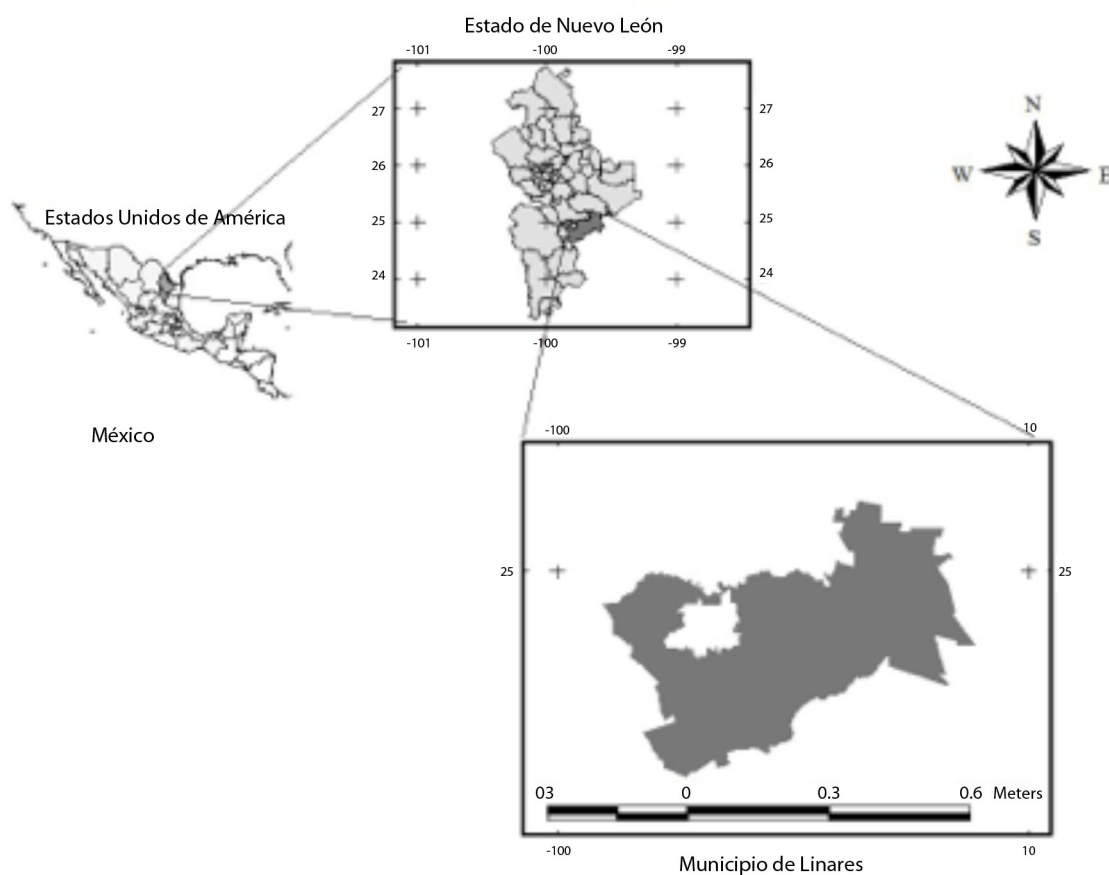 Estado de Nuevo León
-101 -100 -99
27 27
26 26
25 25
24 24
-101 -100 -99
N
W E
S
Estados Unidos de América
México
-100 10
25 25
03 0 0.3 0.6 Meters
-100 10
Municipio de Linares